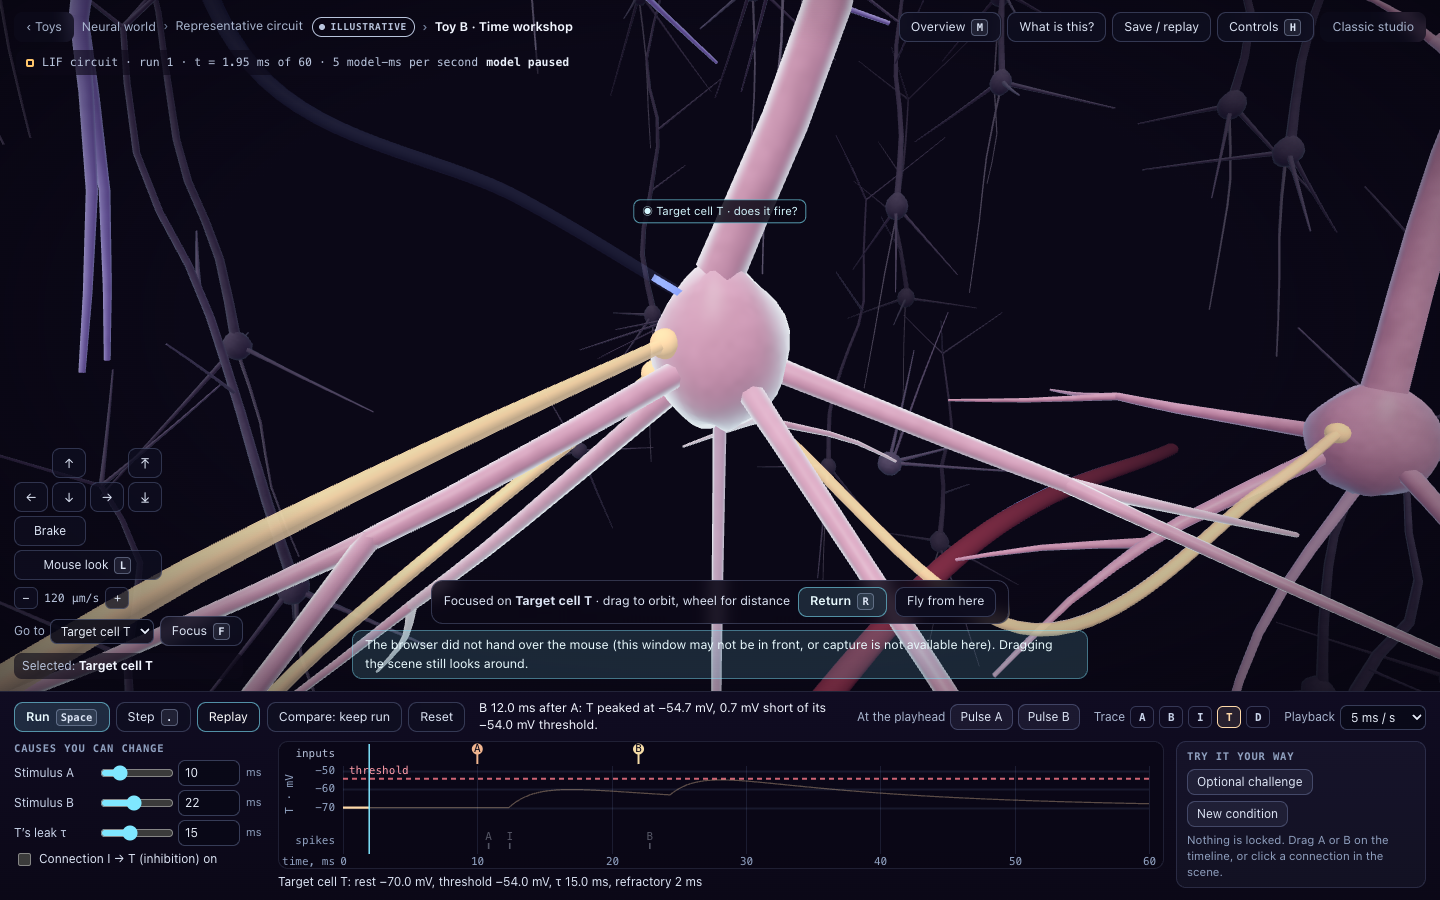 ‹ Toys Neural world › Representative circuit ILLUSTRATIVE › Toy B · Time workshop
Overview M What is this? Save / replay Controls H Classic studio
LIF circuit · run 1 · t = 1.95 ms of 60 · 5 model-ms per second model paused
Target cell T · does it fire?
↑ ⤒
← ↓ → ⤓
Brake
Mouse look L
− 120 µm/s +
Go to Target cell T Focus F
Selected: Target cell T
Focused on Target cell T · drag to orbit, wheel for distance Return R Fly from here
The browser did not hand over the mouse (this window may not be in front, or capture is not available here). Dragging
the scene still looks around.
Run Space Step . Replay Compare: keep run Reset
B 12.0 ms after A: T peaked at −54.7 mV, 0.7 mV short of its
−54.0 mV threshold.
At the playhead Pulse A Pulse B Trace A B I T D Playback 5 ms / s
CAUSES YOU CAN CHANGE
Stimulus A 10 ms
Stimulus B 22 ms
T's leak τ 15 ms
Connection I → T (inhibition) on
inputs A B
−50 threshold
−60
−70
T · mV
spikes A I B
time, ms 0 10 20 30 40 50 60
Target cell T: rest −70.0 mV, threshold −54.0 mV, τ 15.0 ms, refractory 2 ms
TRY IT YOUR WAY
Optional challenge
New condition
Nothing is locked. Drag A or B on the
timeline, or click a connection in the
scene.